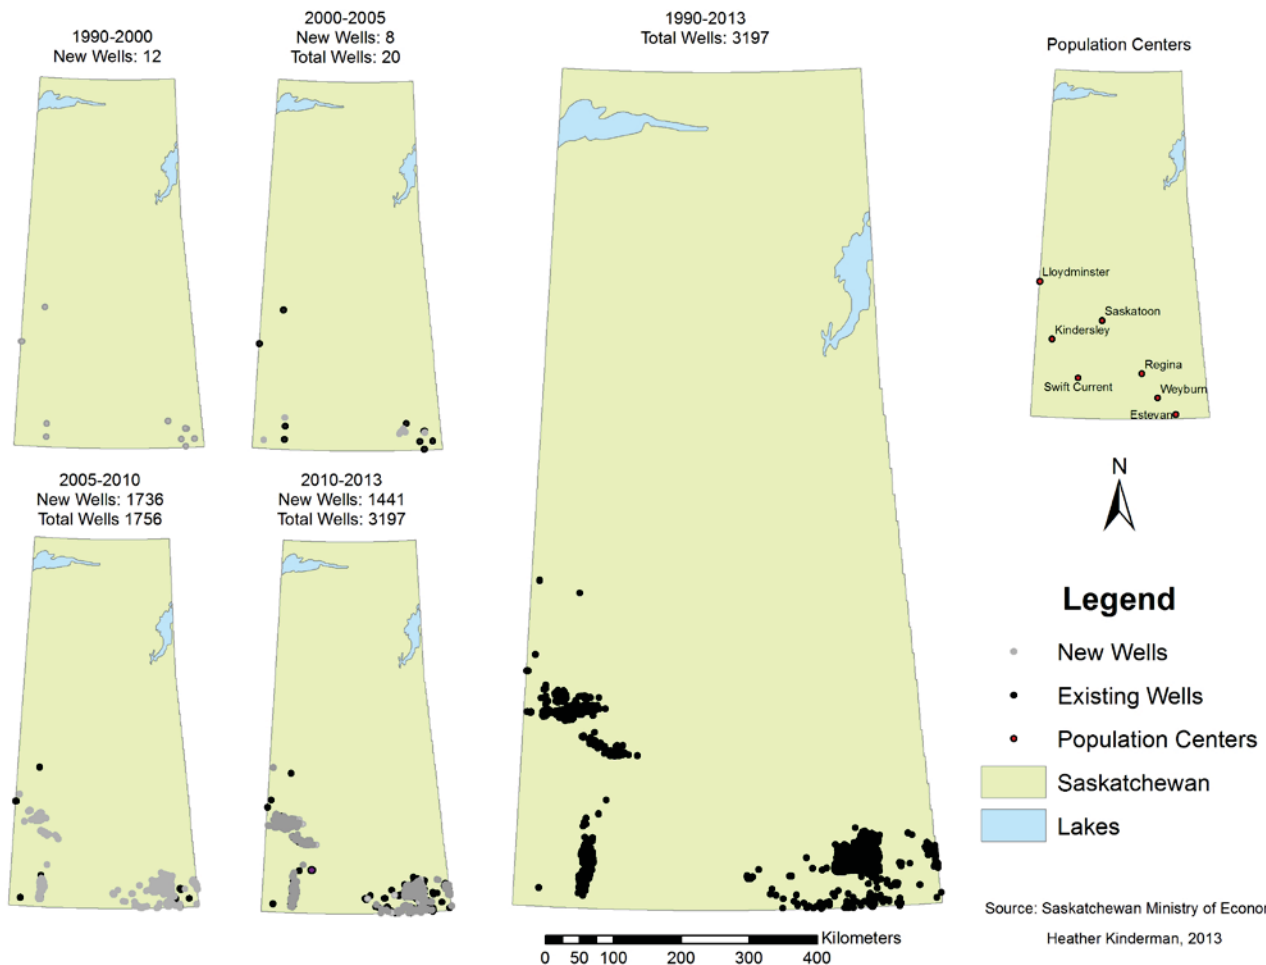 1990-2000
New Wells: 12
2000-2005
New Wells: 8
Total Wells: 20
1990-2013
Total Wells: 3197
Population Centers
Lloydminster
Saskatoon
Kindersley
Regina
Swift Current
Weyburn
Estevan
2005-2010
New Wells: 1736
Total Wells 1756
2010-2013
New Wells: 1441
Total Wells: 3197
N
Legend
New Wells
Existing Wells
Population Centers
Saskatchewan
Lakes
Kilometers
0 50 100 200 300 400
Source: Saskatchewan Ministry of Econo
Heather Kinderman, 2013